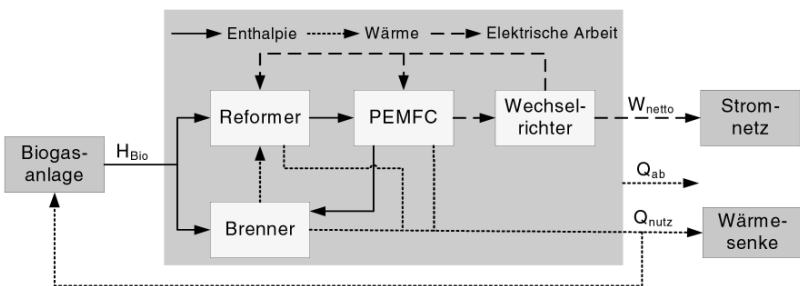 Enthalpie
Wärme
Elektrische Arbeit
Reformer
PEMFC
Wechsel-
richter
W_netto
Strom-
netz
Biogas-
anlage
H_Bio
Q_ab
Brenner
Q_nutz
Wärme-
senke